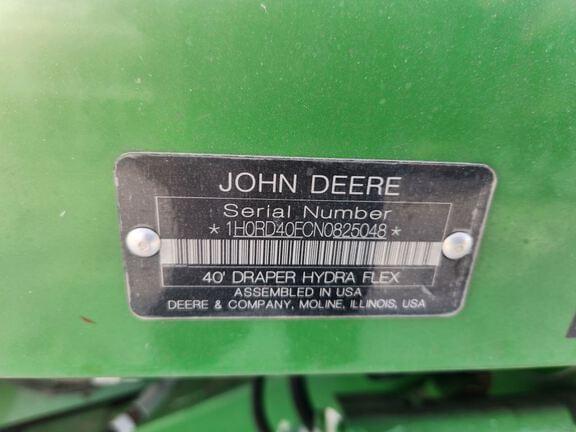 JOHN DEERE
Serial Number
*1H0RD40FCN0825048*
40' DRAPER HYDRA FLEX
ASSEMBLED IN USA
DEERE & COMPANY, MOLINE, ILLINOIS, USA